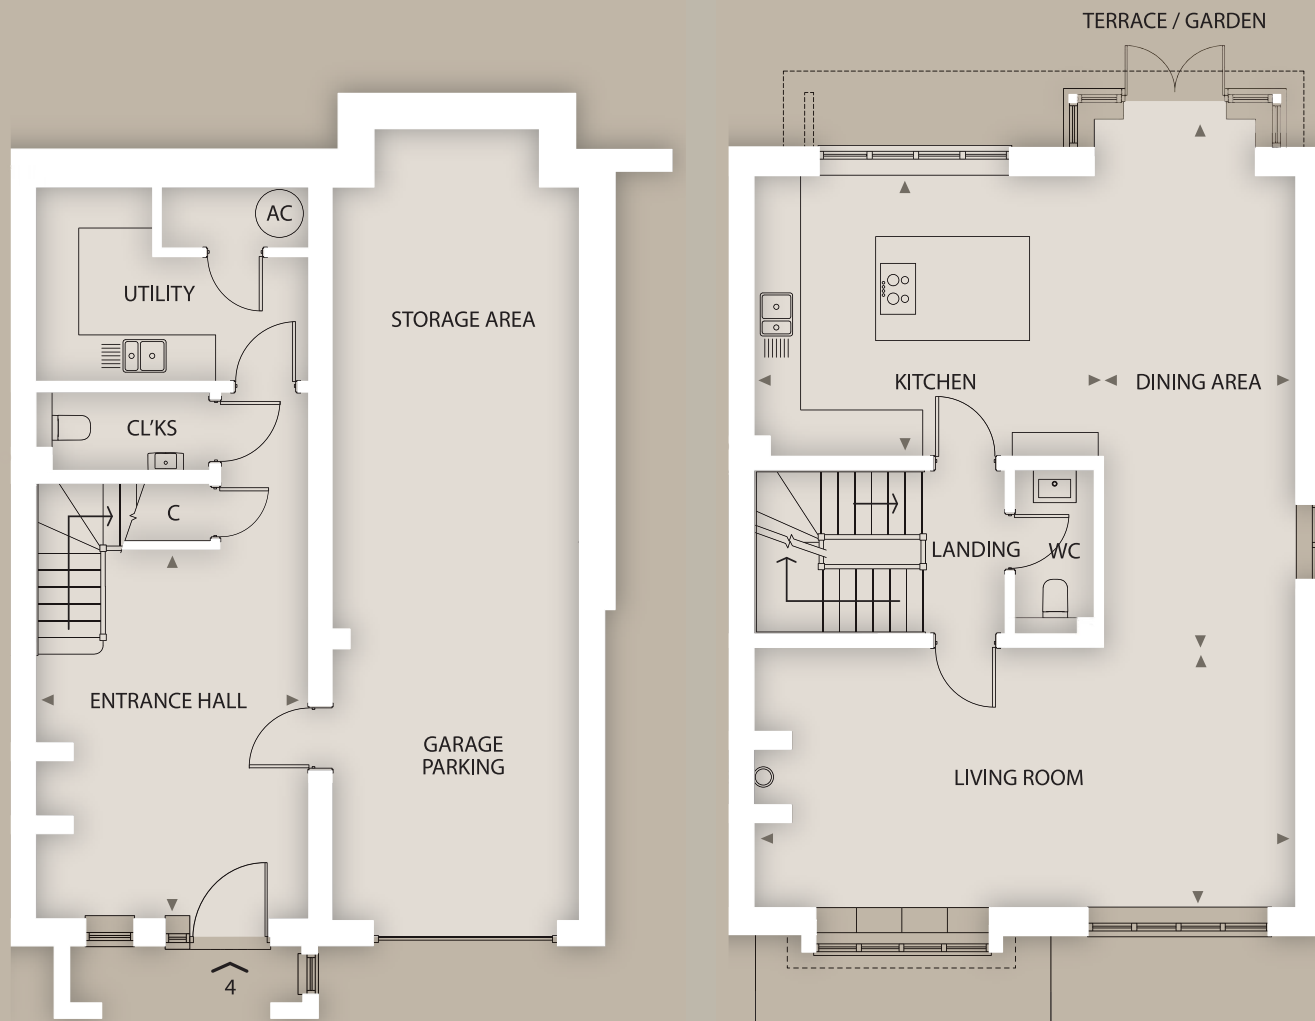 TERRACE / GARDEN
AC
UTILITY
STORAGE AREA
KITCHEN
DINING AREA
CL'KS
C
LANDING
WC
ENTRANCE HALL
GARAGE
PARKING
LIVING ROOM
4